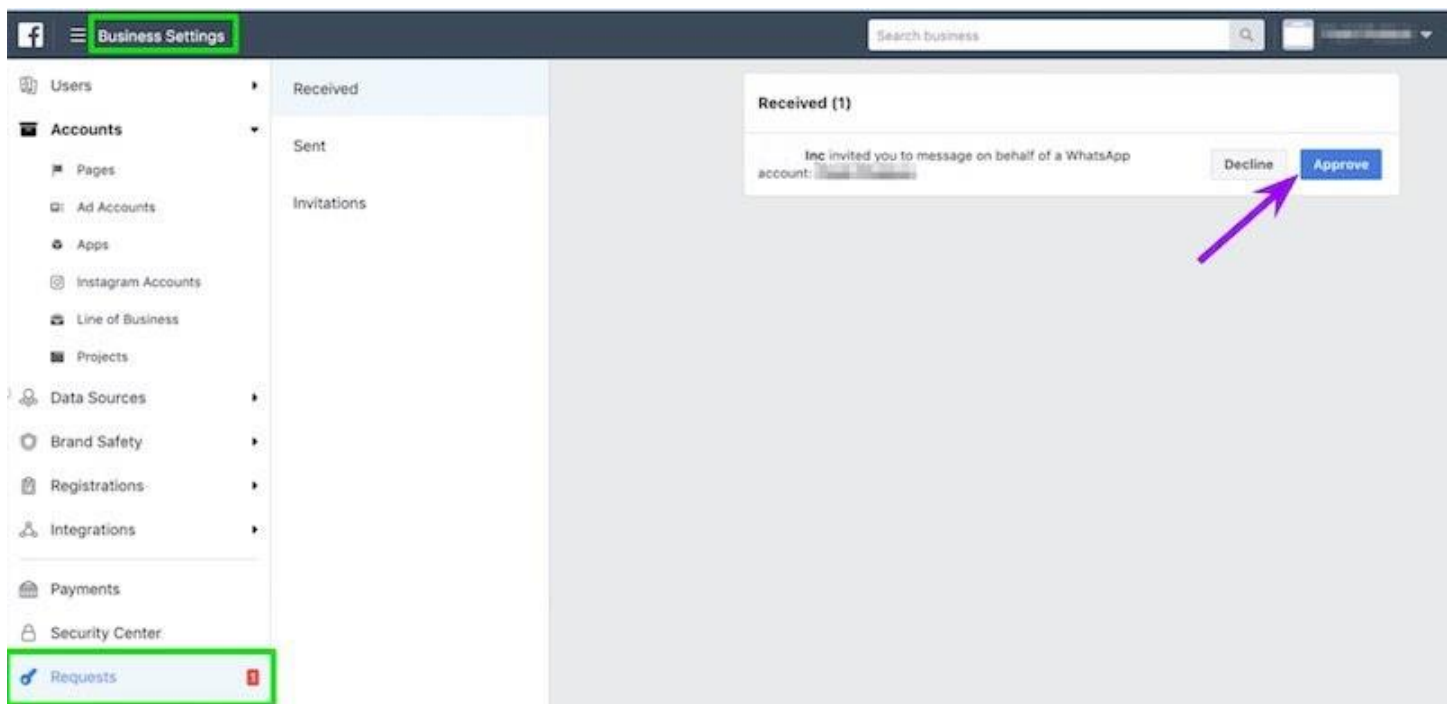 f
Business Settings
Search business
Users
Accounts
Pages
Ad Accounts
Apps
Instagram Accounts
Line of Business
Projects
Data Sources
Brand Safety
Registrations
Integrations
Payments
Security Center
Requests
1
Received
Sent
Invitations
Received (1)
Inc invited you to message on behalf of a WhatsApp
account:
Decline
Approve